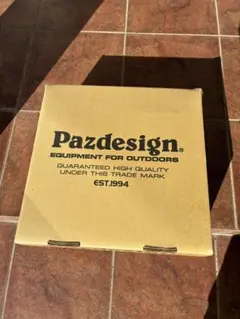 Pazdesign®
EQUIPMENT FOR OUTDOORS
GUARANTEED HIGH QUALITY
UNDER THIS TRADE MARK
EST.1994